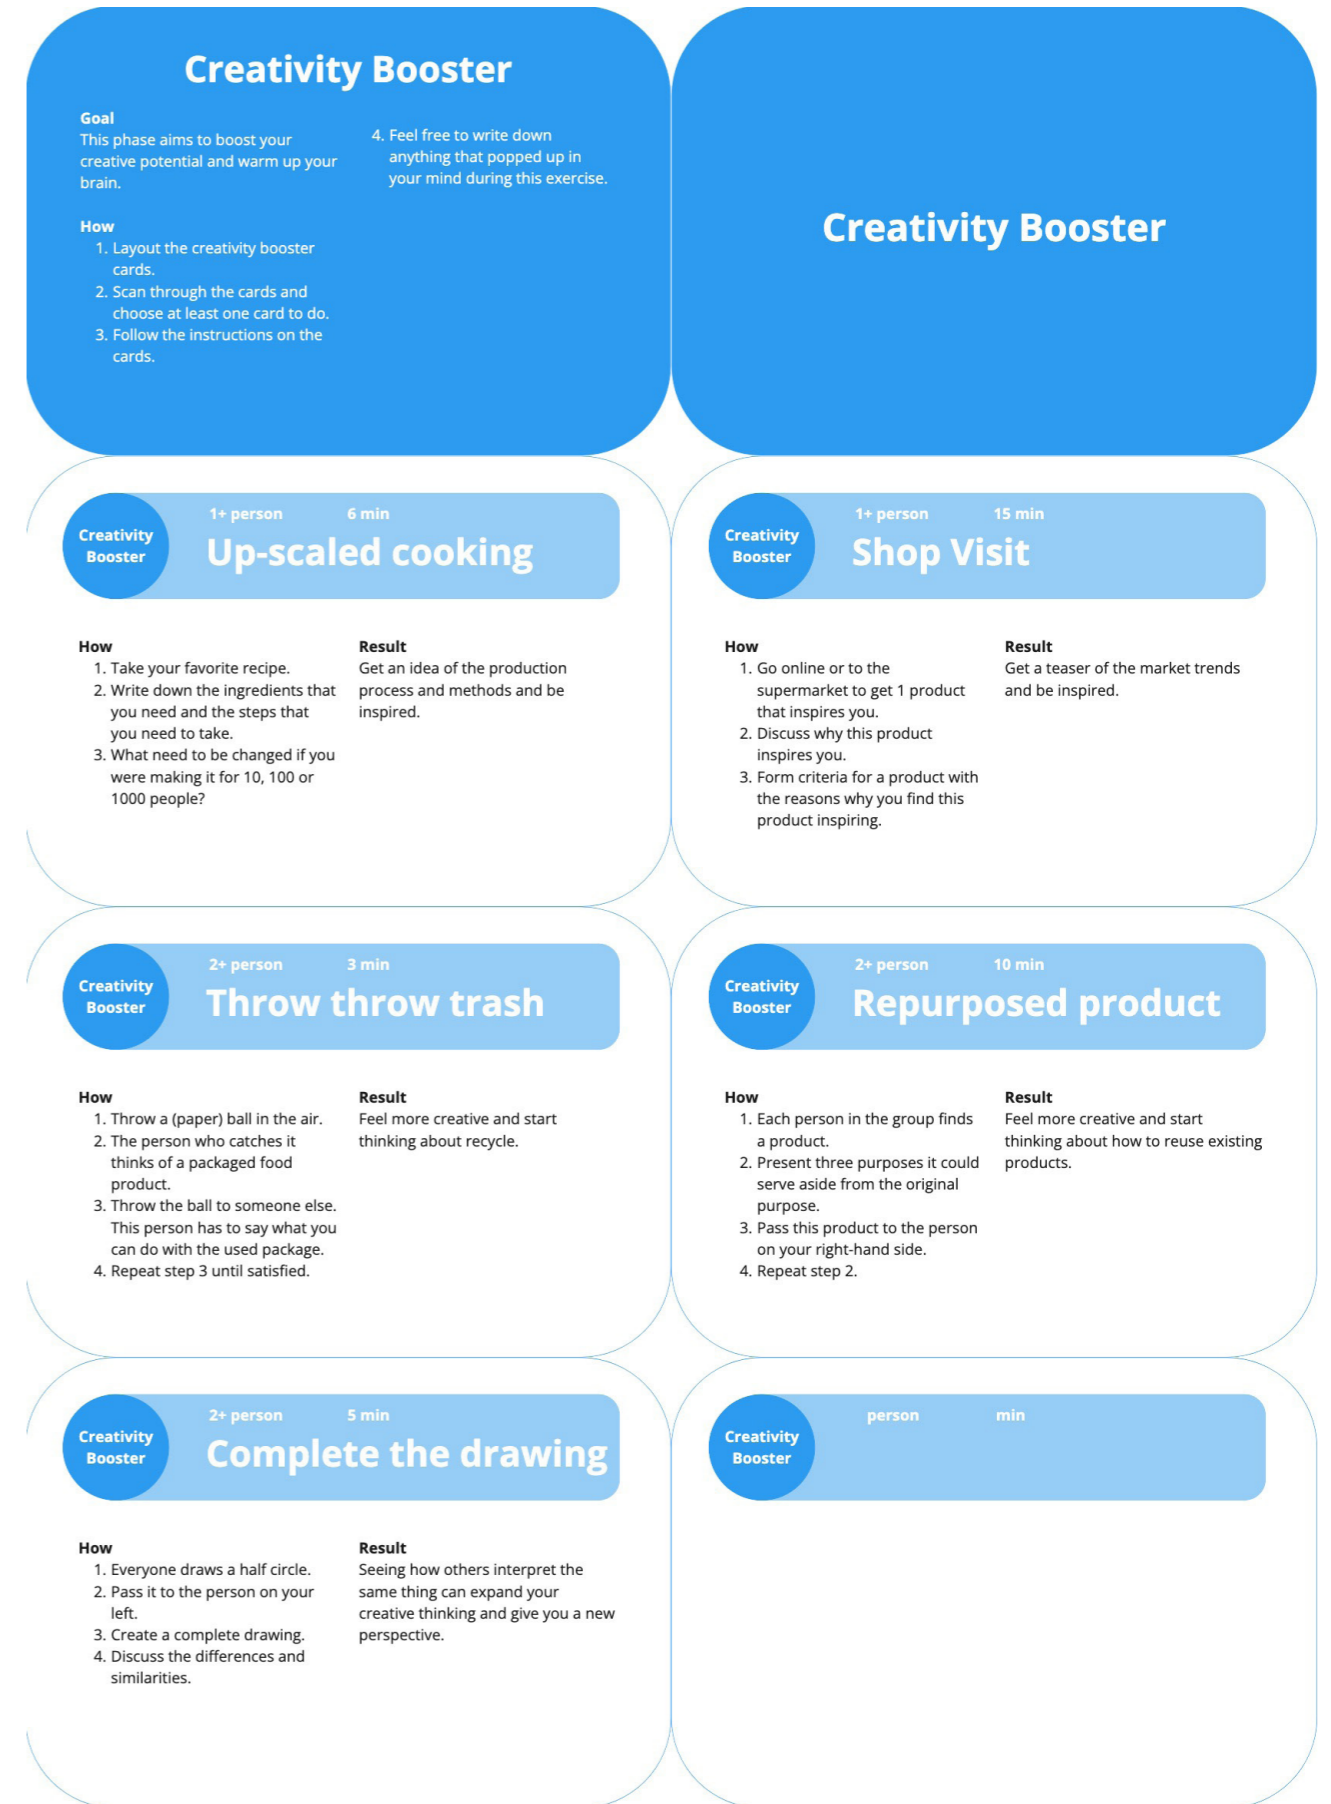 Creativity Booster
Goal
This phase aims to boost your
creative potential and warm up your
brain.
How
1. Layout the creativity booster
cards.
2. Scan through the cards and
choose at least one card to do.
3. Follow the instructions on the
cards.
4. Feel free to write down
anything that popped up in
your mind during this exercise.
Creativity Booster
Creativity
Booster
1+ person 6 min
Up-scaled cooking
How
1. Take your favorite recipe.
2. Write down the ingredients that
you need and the steps that
you need to take.
3. What need to be changed if you
were making it for 10, 100 or
1000 people?
Result
Get an idea of the production
process and methods and be
inspired.
Creativity
Booster
1+ person 15 min
Shop Visit
How
1. Go online or to the
supermarket to get 1 product
that inspires you.
2. Discuss why this product
inspires you.
3. Form criteria for a product with
the reasons why you find this
product inspiring.
Result
Get a teaser of the market trends
and be inspired.
Creativity
Booster
2+ person 3 min
Throw throw trash
How
1. Throw a (paper) ball in the air.
2. The person who catches it
thinks of a packaged food
product.
3. Throw the ball to someone else.
This person has to say what you
can do with the used package.
4. Repeat step 3 until satisfied.
Result
Feel more creative and start
thinking about recycle.
Creativity
Booster
2+ person 10 min
Repurposed product
How
1. Each person in the group finds
a product.
2. Present three purposes it could
serve aside from the original
purpose.
3. Pass this product to the person
on your right-hand side.
4. Repeat step 2.
Result
Feel more creative and start
thinking about how to reuse existing
products.
Creativity
Booster
2+ person 5 min
Complete the drawing
How
1. Everyone draws a half circle.
2. Pass it to the person on your
left.
3. Create a complete drawing.
4. Discuss the differences and
similarities.
Result
Seeing how others interpret the
same thing can expand your
creative thinking and give you a new
perspective.
Creativity
Booster
person min